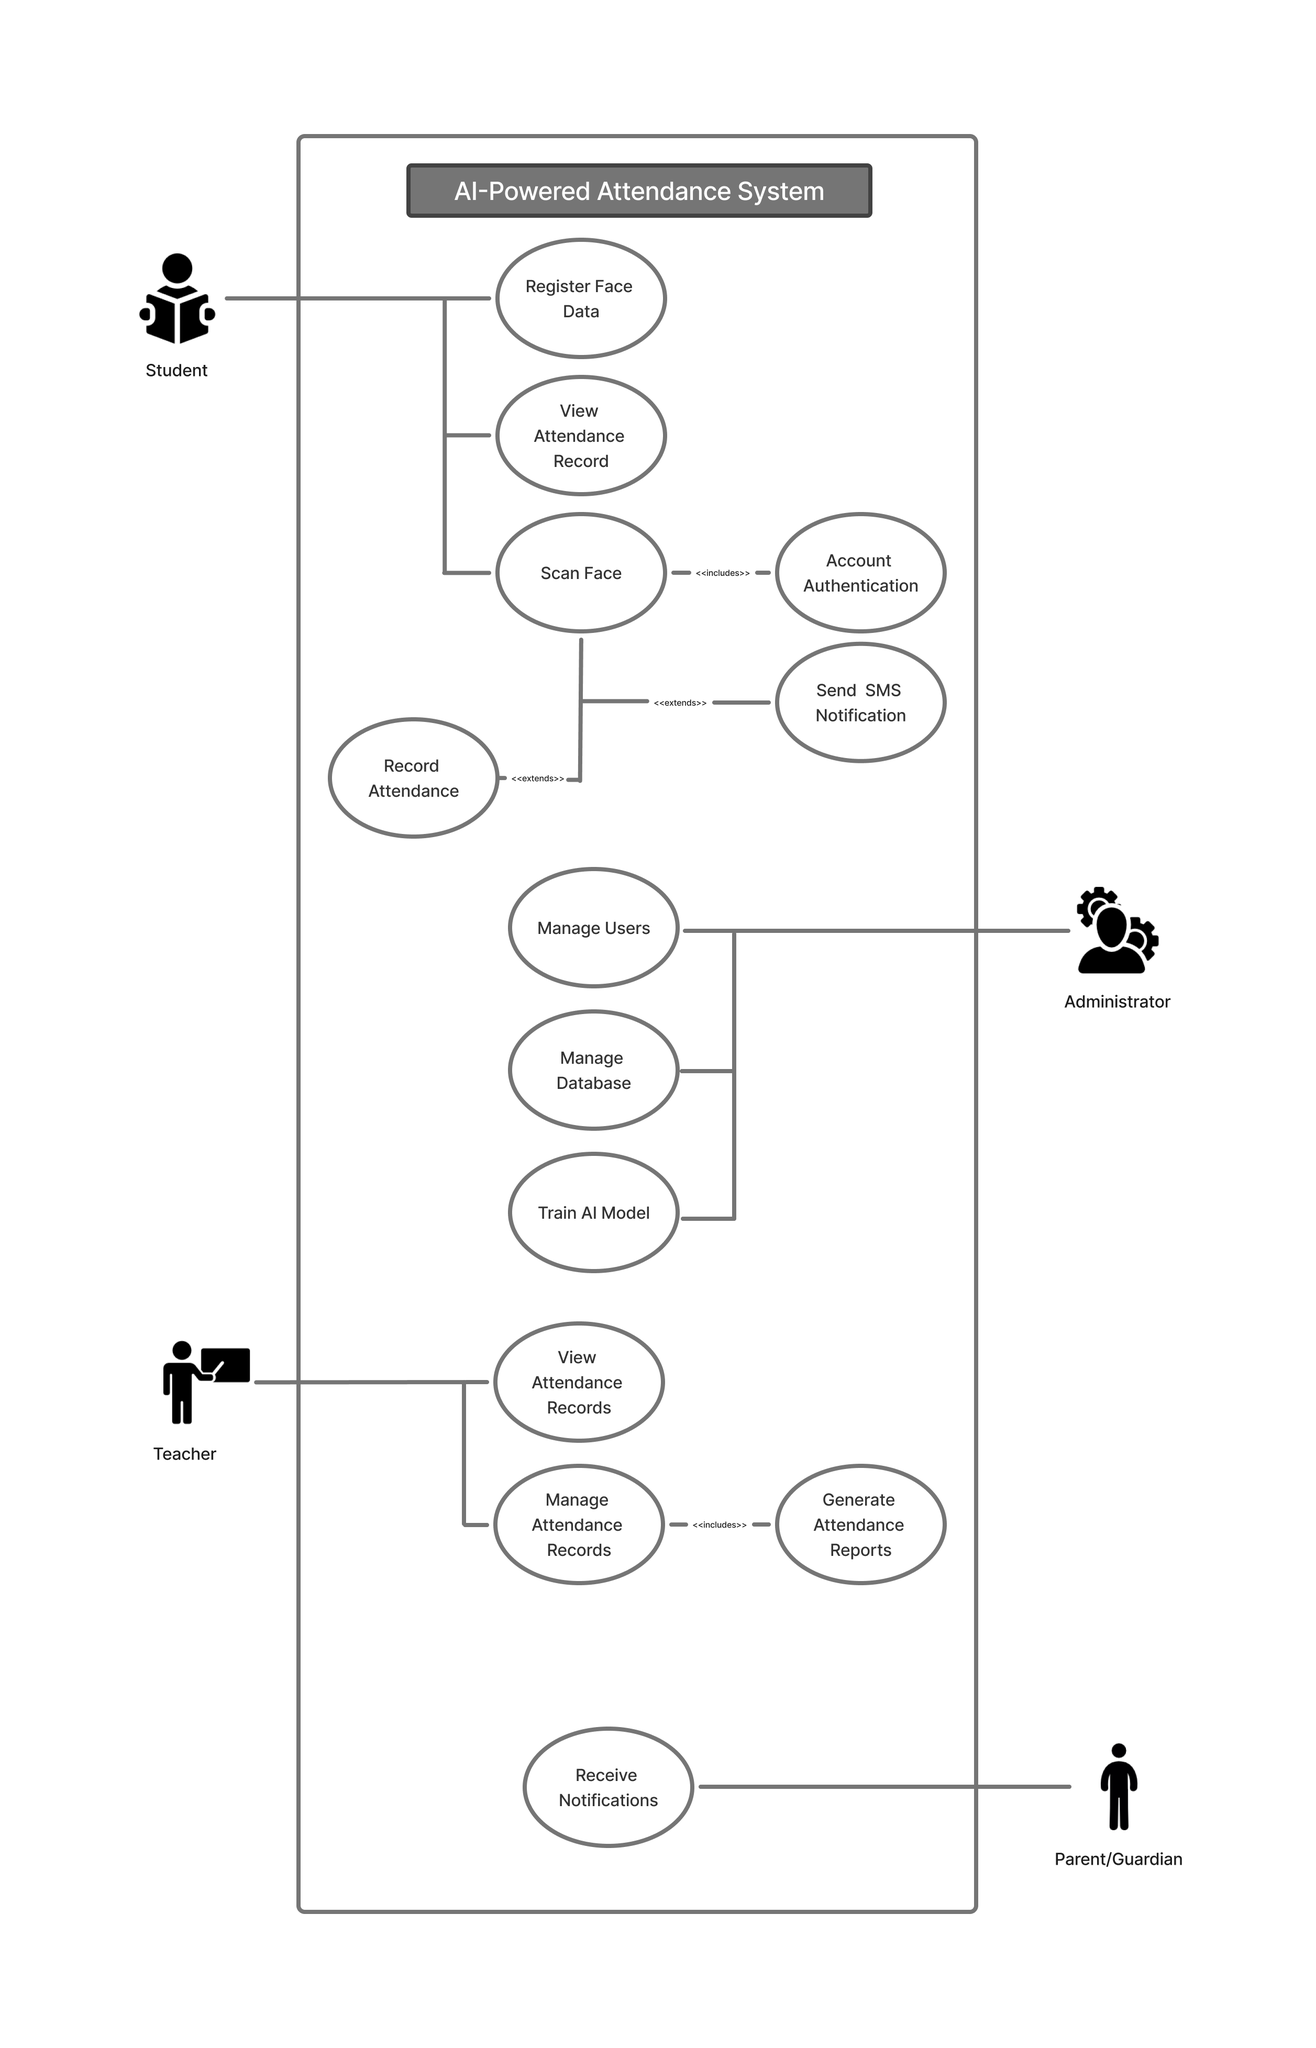 AI-Powered Attendance System
Register Face
Data
Student
View
Attendance
Record
Scan Face
<<includes>>
Account
Authentication
Send  SMS
Notification
<<extends>>
Record
Attendance
<<extends>>
Manage Users
Administrator
Manage
Database
Train AI Model
View
Attendance
Records
Teacher
Manage
Attendance
Records
<<includes>>
Generate
Attendance
Reports
Receive
Notifications
Parent/Guardian